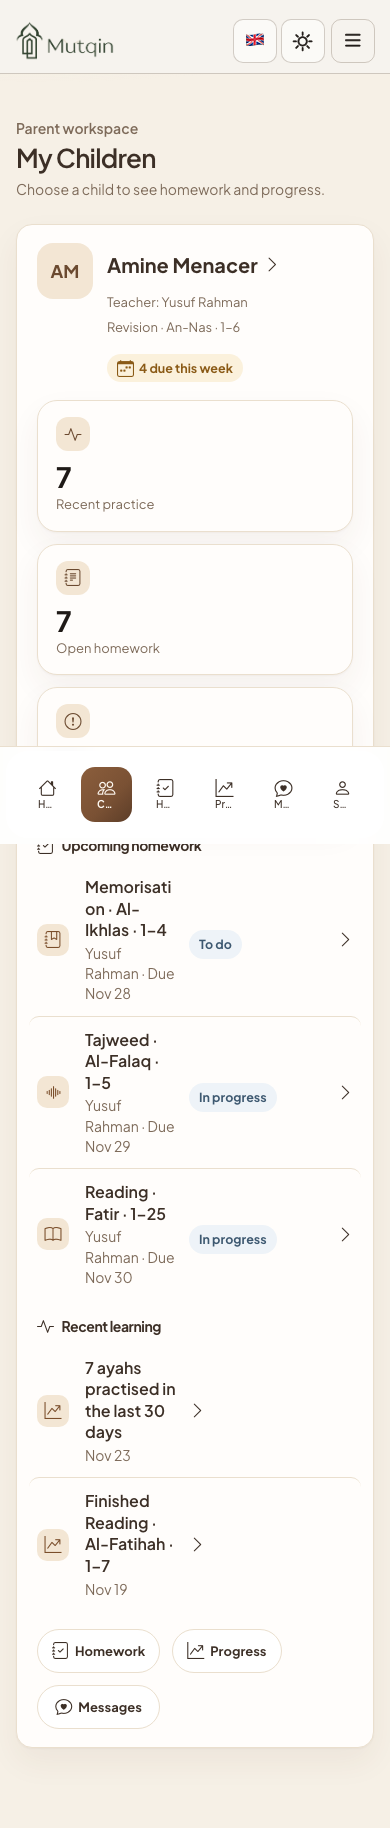 Mutqin
Parent workspace
My Children
Choose a child to see homework and progress.
AM
Amine Menacer
Teacher: Yusuf Rahman
Revision · An-Nas · 1–6
4 due this week
7
Recent practice
7
Open homework
H...
C...
H...
Pr...
M...
S...
Upcoming homework
Memorisati
on · Al-
Ikhlas · 1–4
Yusuf
Rahman · Due
Nov 28
To do
Tajweed ·
Al-Falaq ·
1–5
Yusuf
Rahman · Due
Nov 29
In progress
Reading ·
Fatir · 1–25
Yusuf
Rahman · Due
Nov 30
In progress
Recent learning
7 ayahs
practised in
the last 30
days
Nov 23
Finished
Reading ·
Al-Fatihah ·
1–7
Nov 19
Homework
Progress
Messages